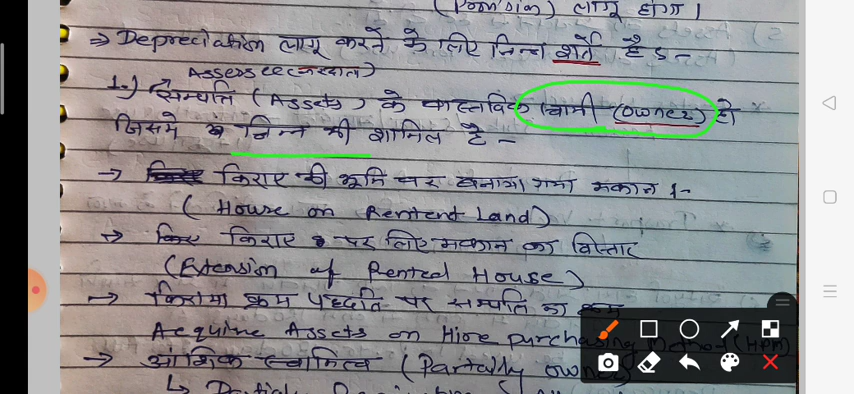 (Provision) लागू होगा।
⇒ Depreciation लागू करने के लिए निम्न शर्ते है :-
Assessee (करदाता)
1.) सम्पत्ति (Assets) के वास्तविक स्वामी (owner) हो
जिसमे निम्न भी शामिल है -
→ किराए की भूमि पर बनाया गया मकान :-
( House on Rentent Land)
→ किराए पर लिए मकान का विस्तार
(Extension of Rented House)
→ किराया क्रय पद्धति पर सम्पत्ति का क्रय
Acquire Assets on Hire purchasing (HPM)
→ आंशिक स्वामित्व (Partally owner)